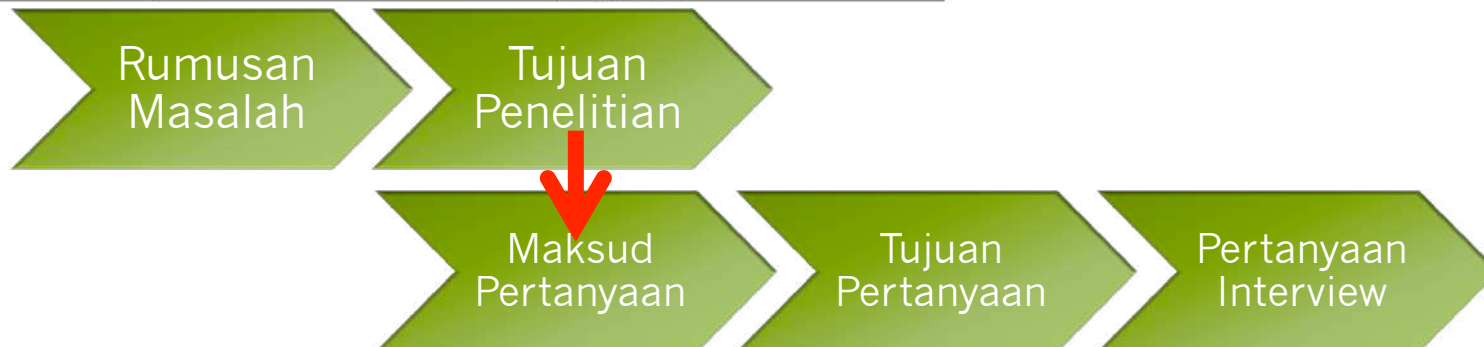 Rumusan
Masalah
Tujuan
Penelitian
Maksud
Pertanyaan
Tujuan
Pertanyaan
Pertanyaan
Interview